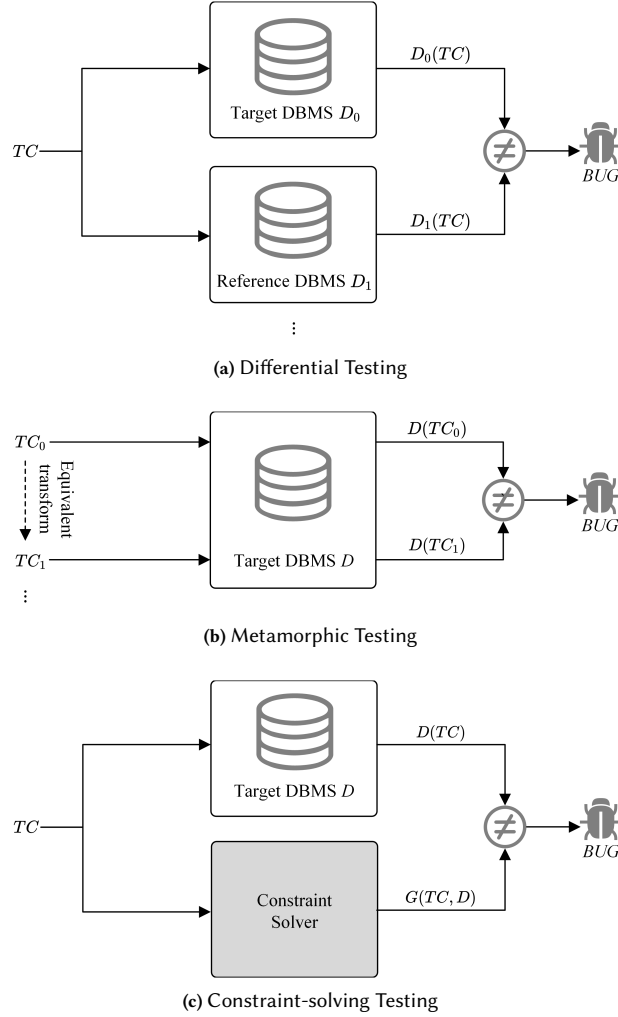 D₀(TC)
Target DBMS D₀
TC
≠
BUG
D₁(TC)
Reference DBMS D₁
⋮
(a) Differential Testing
TC₀
D(TC₀)
Equivalent
transform
≠
BUG
TC₁
Target DBMS D
D(TC₁)
⋮
(b) Metamorphic Testing
D(TC)
Target DBMS D
TC
≠
BUG
Constraint
Solver
G(TC, D)
(c) Constraint-solving Testing